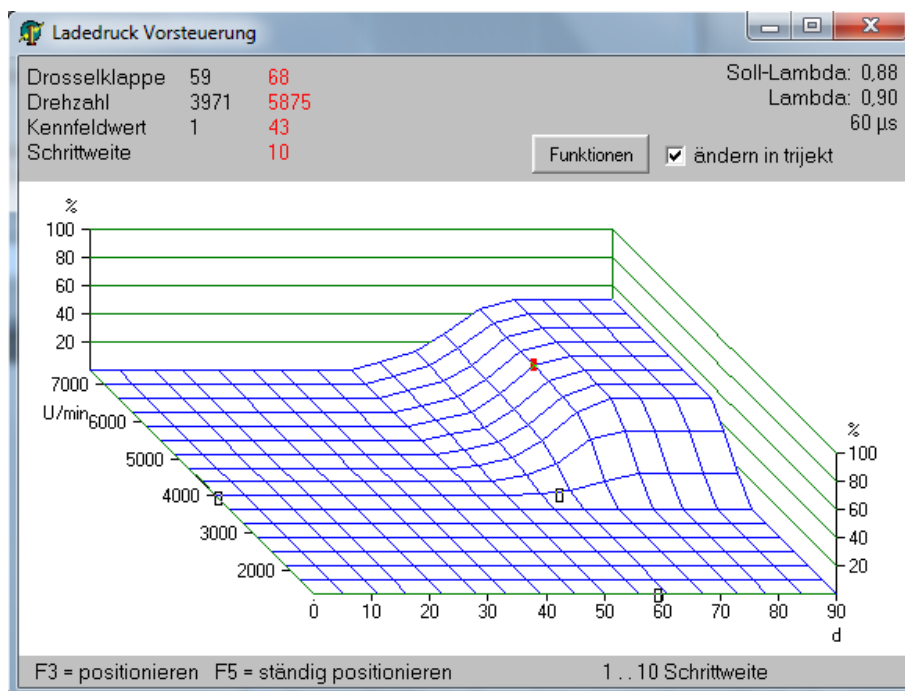 Ladedruck Vorsteuerung
Drosselklappe 59 68
Drehzahl 3971 5875
Kennfeldwert 1 43
Schrittweite 10
Soll-Lambda: 0,88
Lambda: 0,90
60 µs
Funktionen
ändern in trijekt
%
100
80
60
40
20
7000
U/min
6000
5000
4000
3000
2000
0 10 20 30 40 50 60 70 80 90
d
%
100
80
60
40
20
F3 = positionieren F5 = ständig positionieren 1 . . 10 Schrittweite